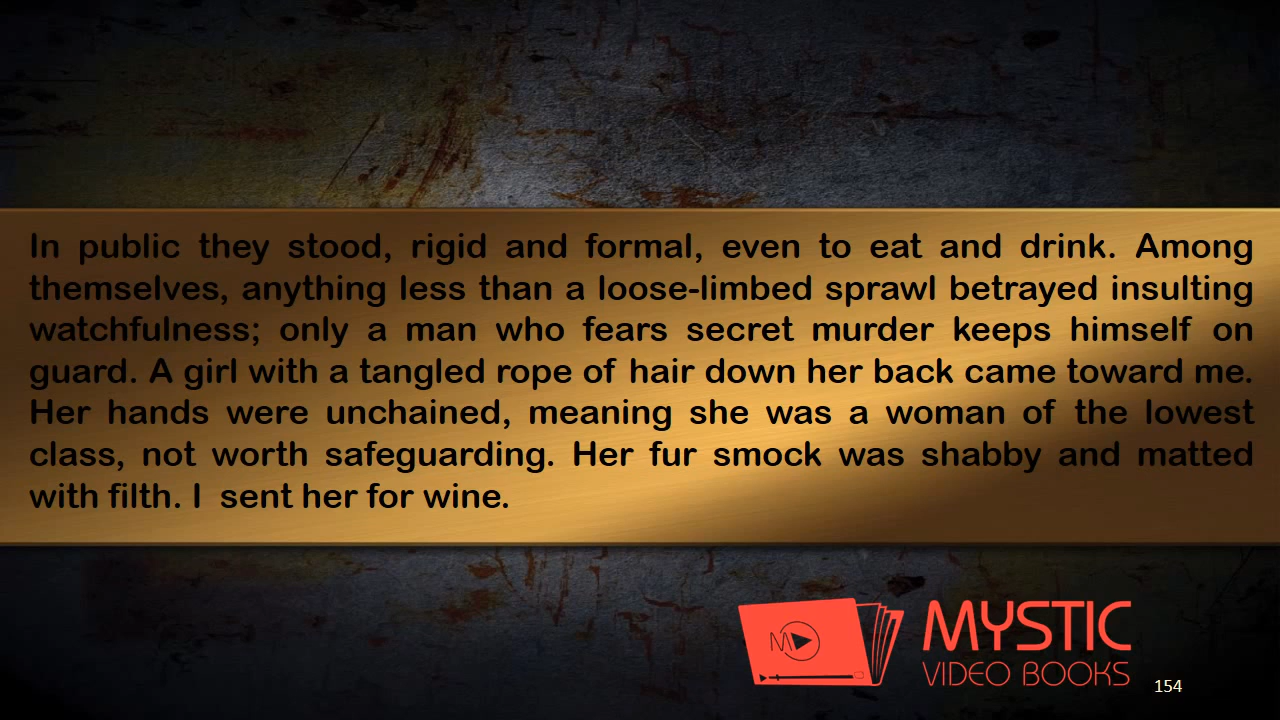 In public they stood, rigid and formal, even to eat and drink. Among
themselves, anything less than a loose-limbed sprawl betrayed insulting
watchfulness; only a man who fears secret murder keeps himself on
guard. A girl with a tangled rope of hair down her back came toward me.
Her hands were unchained, meaning she was a woman of the lowest
class, not worth safeguarding. Her fur smock was shabby and matted
with filth. I  sent her for wine.
M
MYSTIC
VIDEO BOOKS
154